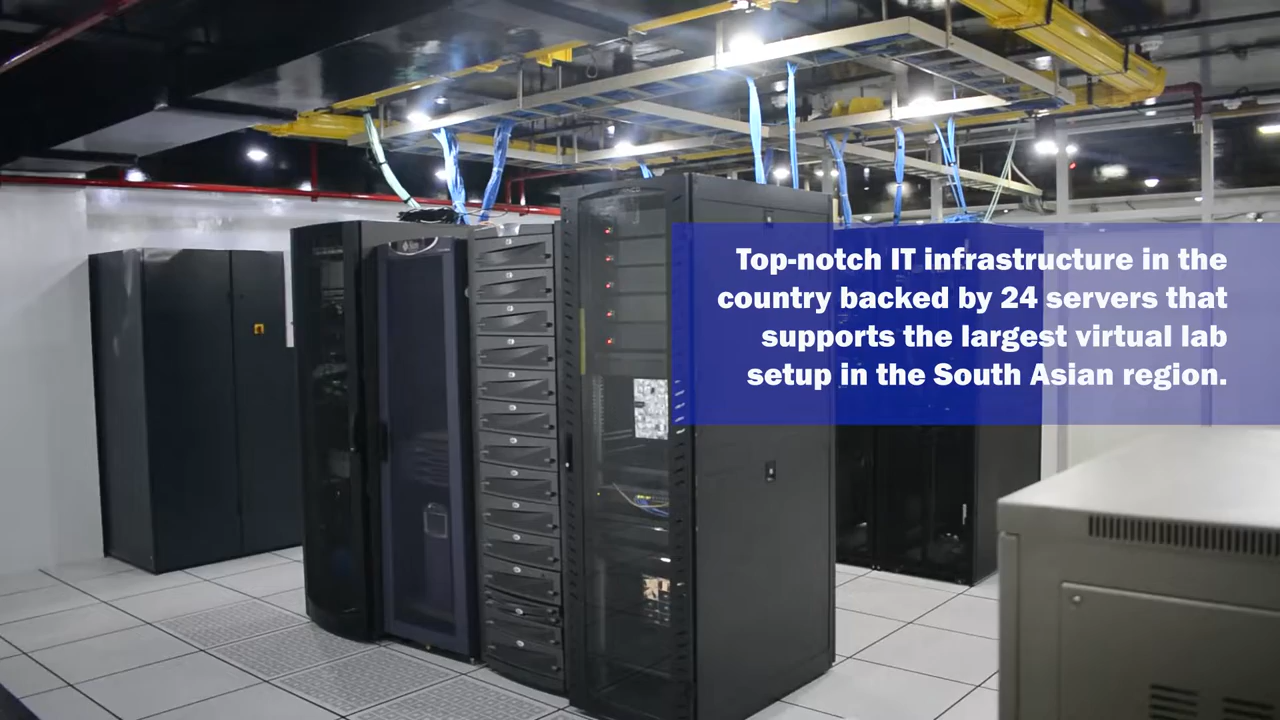 Top-notch IT infrastructure in the
country backed by 24 servers that
supports the largest virtual lab
setup in the South Asian region.